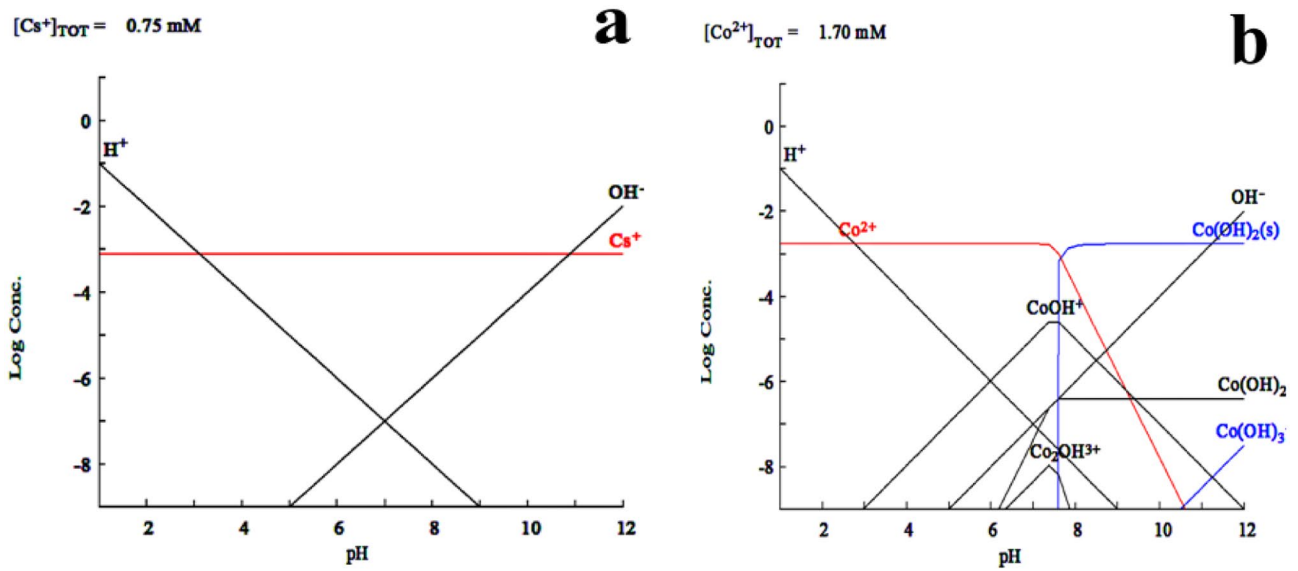 [Cs⁺]TOT = 0.75 mM
a
0
-2
-4
-6
-8
Log Conc.
H⁺
OH⁻
Cs⁺
2 4 6 8 10 12
pH
[Co²⁺]TOT = 1.70 mM
b
0
-2
-4
-6
-8
Log Conc.
H⁺
OH⁻
Co²⁺
Co(OH)₂(s)
CoOH⁺
Co(OH)₂
Co(OH)₃
Co₂OH³⁺
2 4 6 8 10 12
pH